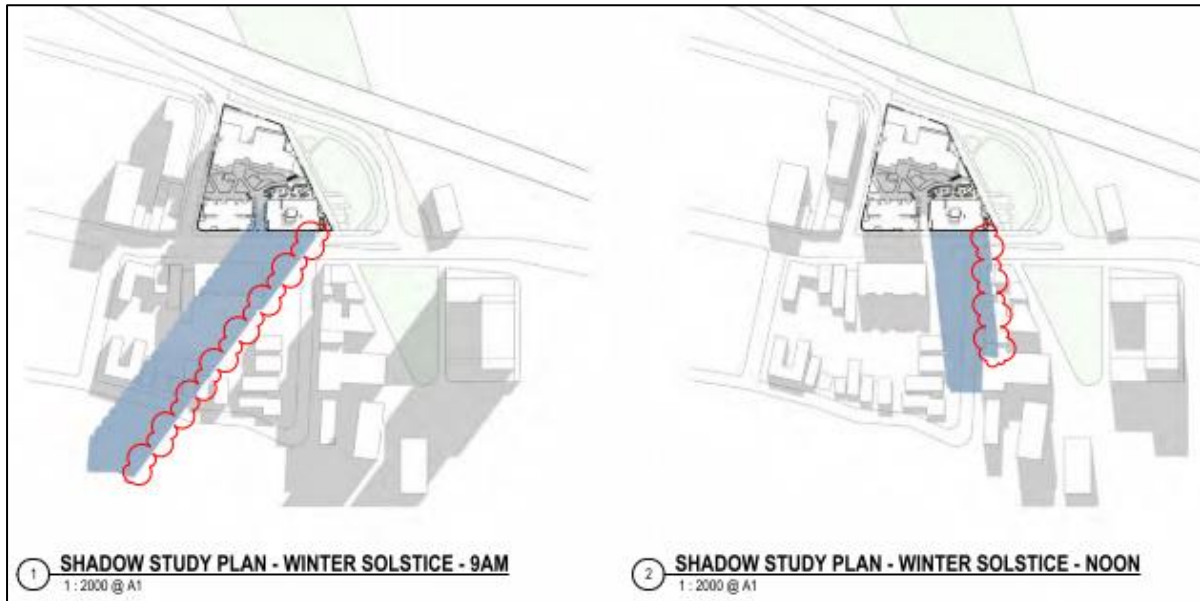 1
SHADOW STUDY PLAN - WINTER SOLSTICE - 9AM
1 : 2000 @ A1
2
SHADOW STUDY PLAN - WINTER SOLSTICE - NOON
1 : 2000 @ A1